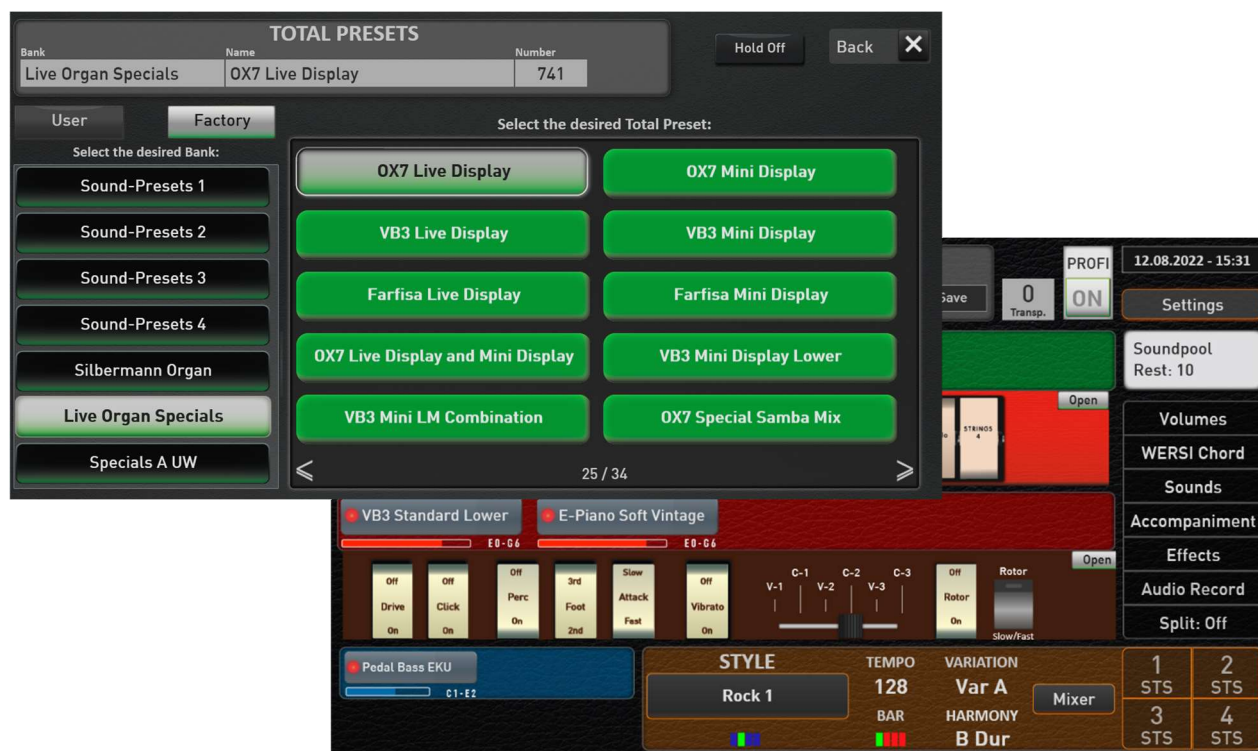 TOTAL PRESETS
Bank Name Number
Live Organ Specials OX7 Live Display 741
Hold Off
Back
User Factory
Select the desired Bank:
Select the desired Total Preset:
Sound-Presets 1
Sound-Presets 2
Sound-Presets 3
Sound-Presets 4
Silbermann Organ
Live Organ Specials
Specials A UW
OX7 Live Display OX7 Mini Display
VB3 Live Display VB3 Mini Display
Farfisa Live Display Farfisa Mini Display
OX7 Live Display and Mini Display VB3 Mini Display Lower
VB3 Mini LM Combination OX7 Special Samba Mix
25 / 34
Save
0
Transp.
PROFI
ON
12.08.2022 - 15:31
Settings
Soundpool
Rest: 10
Open
STRINGS
4
Volumes
WERSI Chord
Sounds
Accompaniment
Effects
Audio Record
Split: Off
VB3 Standard Lower E-Piano Soft Vintage
E0-G6 E0-G6
Open
Off
Drive
On
Off
Click
On
Off
Perc
On
3rd
Foot
2nd
Slow
Attack
Fast
Off
Vibrato
On
C-1 C-2 C-3
V-1 V-2 V-3
Off
Rotor
On
Rotor
Slow/Fast
Pedal Bass EKU
C1-E2
STYLE
Rock 1
TEMPO
128
BAR
VARIATION
Var A
HARMONY
B Dur
Mixer
1
STS
2
STS
3
STS
4
STS